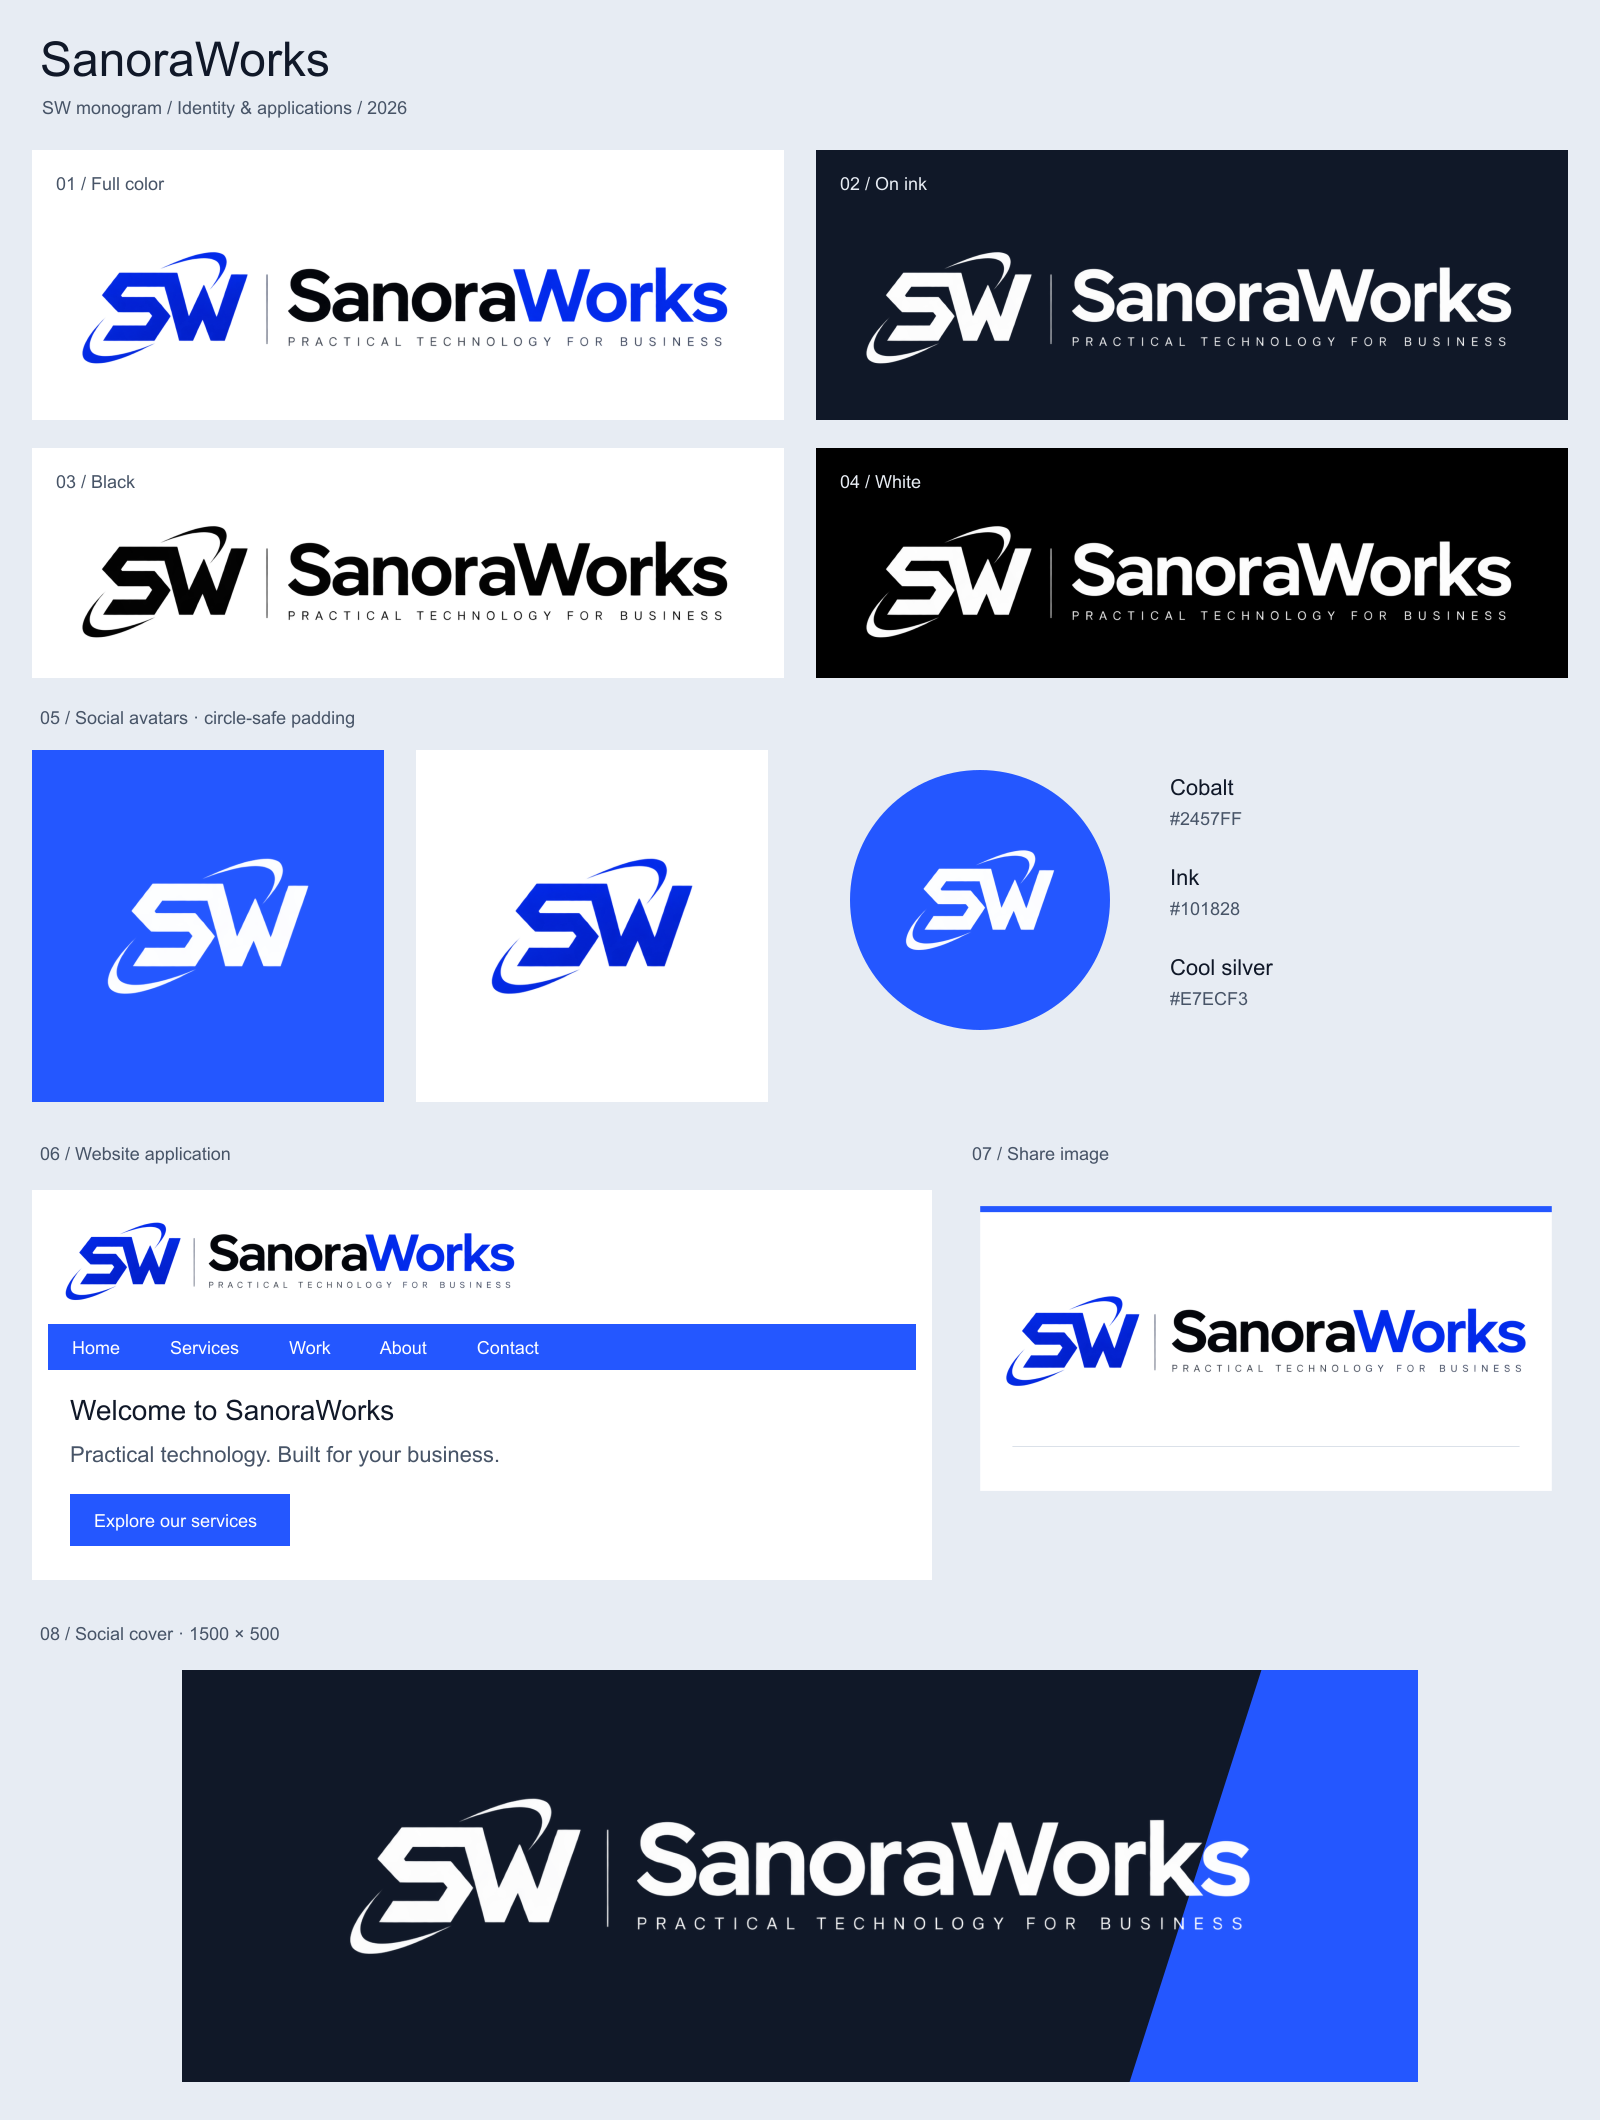 SanoraWorks
SW monogram / Identity & applications / 2026
01 / Full color
SW SanoraWorks
PRACTICAL TECHNOLOGY FOR BUSINESS
02 / On ink
SW SanoraWorks
PRACTICAL TECHNOLOGY FOR BUSINESS
03 / Black
SW SanoraWorks
PRACTICAL TECHNOLOGY FOR BUSINESS
04 / White
SW SanoraWorks
PRACTICAL TECHNOLOGY FOR BUSINESS
05 / Social avatars · circle-safe padding
SW
SW
SW
Cobalt
#2457FF
Ink
#101828
Cool silver
#E7ECF3
06 / Website application
SW SanoraWorks
PRACTICAL TECHNOLOGY FOR BUSINESS
Home Services Work About Contact
Welcome to SanoraWorks
Practical technology. Built for your business.
Explore our services
07 / Share image
SW SanoraWorks
PRACTICAL TECHNOLOGY FOR BUSINESS
08 / Social cover · 1500 × 500
SW SanoraWorks
PRACTICAL TECHNOLOGY FOR BUSINESS